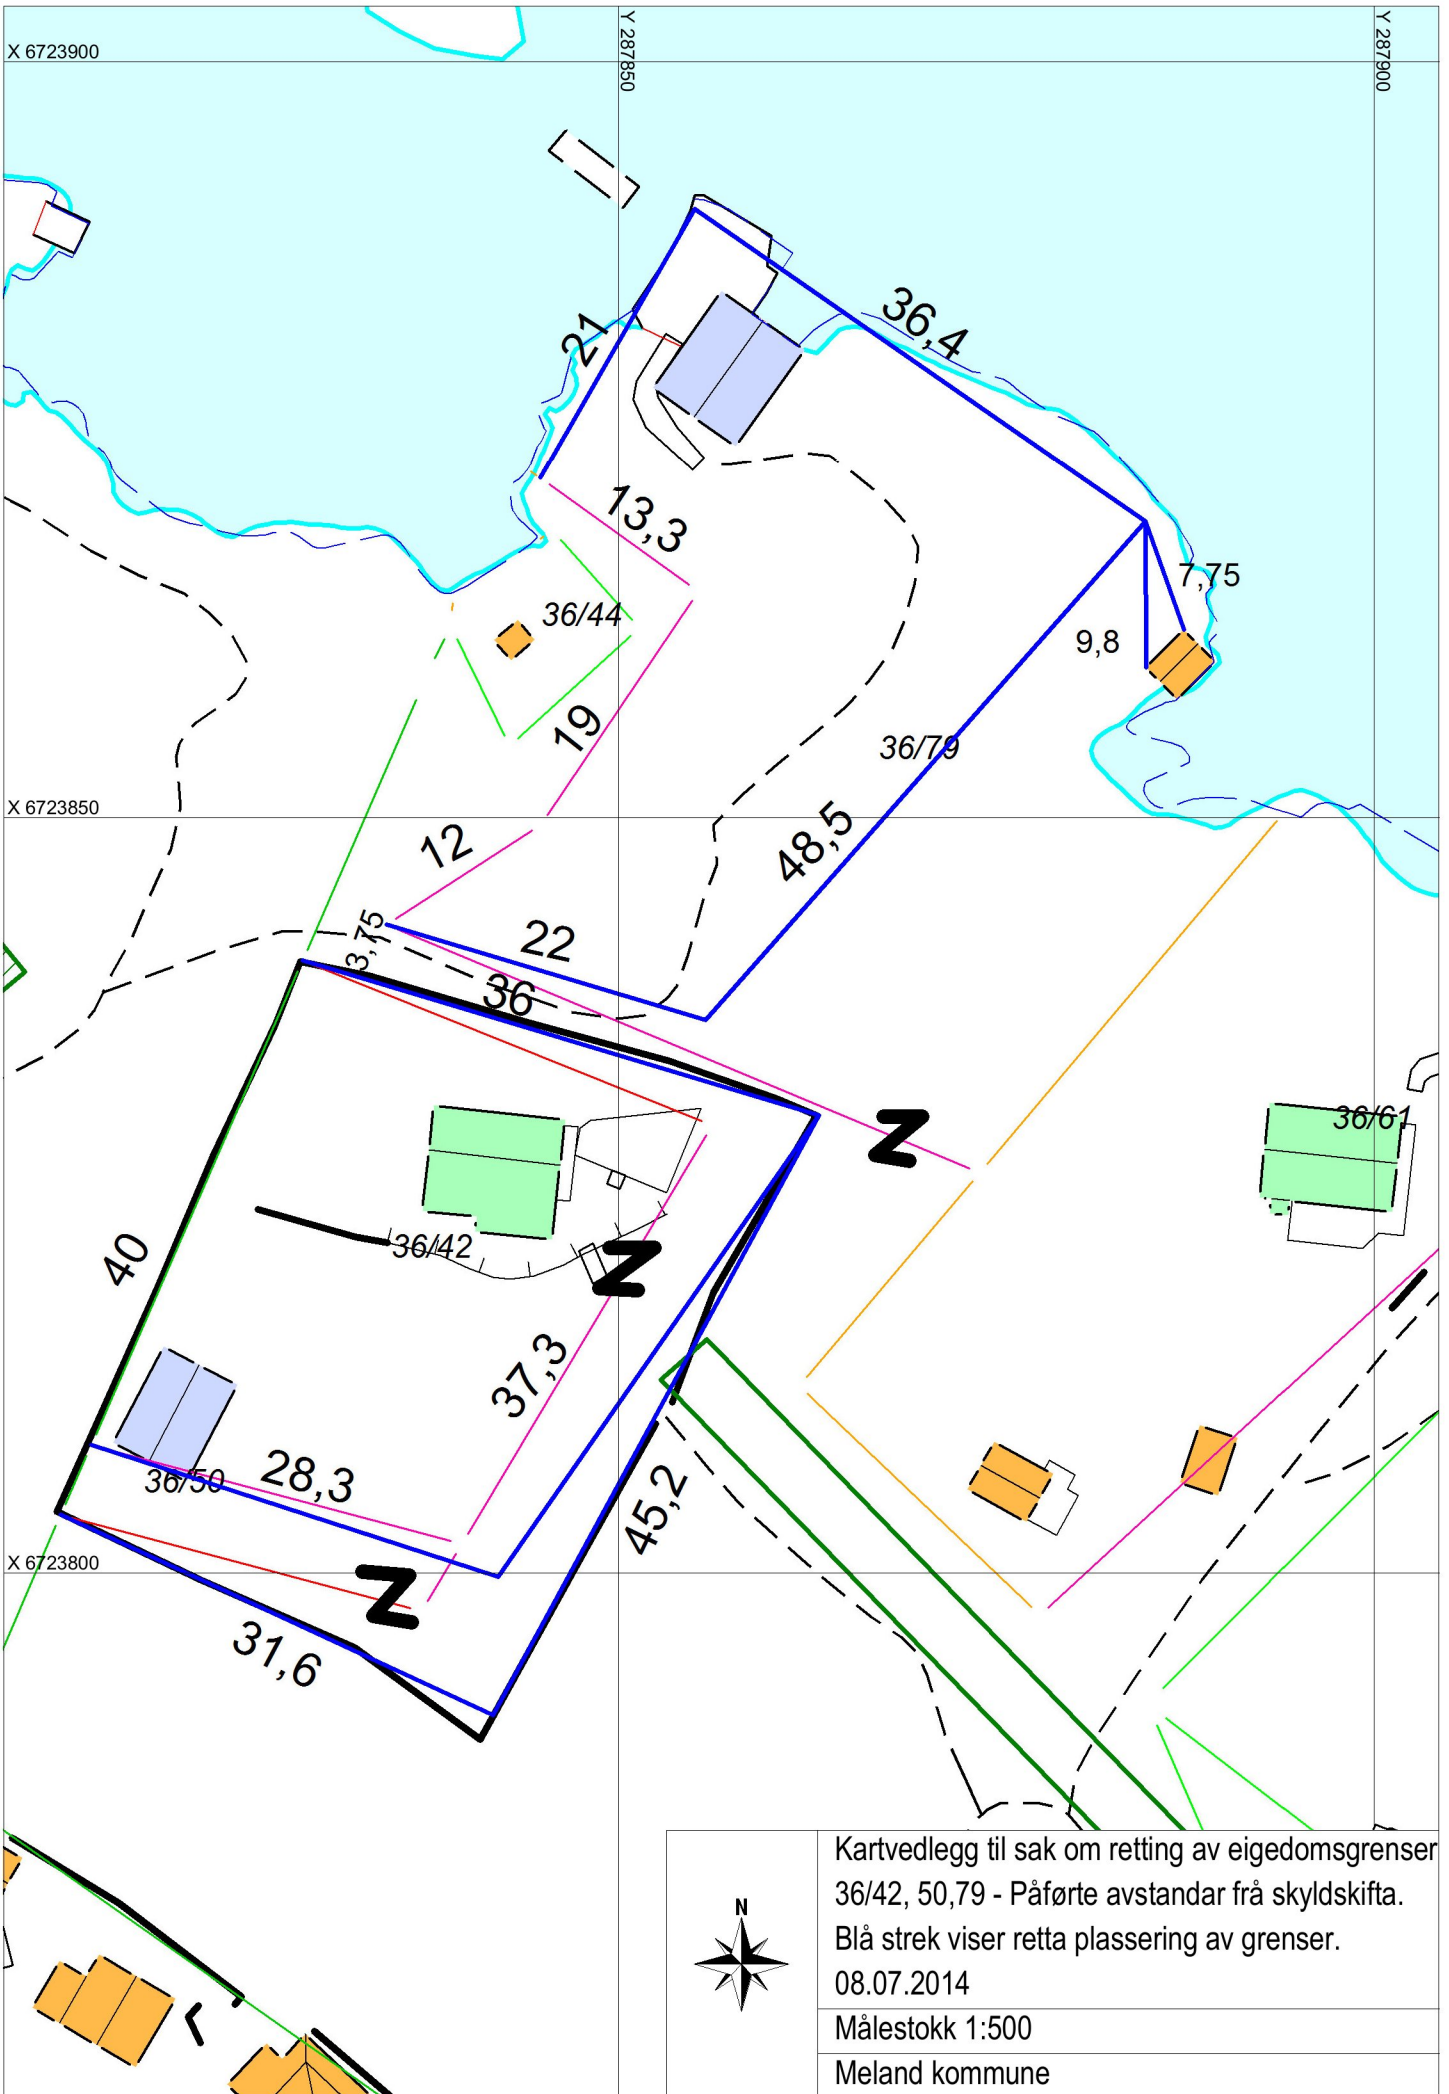 Y 287850
Y 287900
X 6723900
36,4
21
13,3
7,75
36/44
9,8
19
36/79
X 6723850
12
48,5
3,75
22
36
36/61
Z
36/42
40
Z
37,3
28,3
36/50
45,2
X 6723800
Z
31,6
N
Kartvedlegg til sak om retting av eigedomsgrenser
36/42, 50,79 - Påførte avstandar frå skyldskifta.
Blå strek viser retta plassering av grenser.
08.07.2014
Målestokk 1:500
Meland kommune